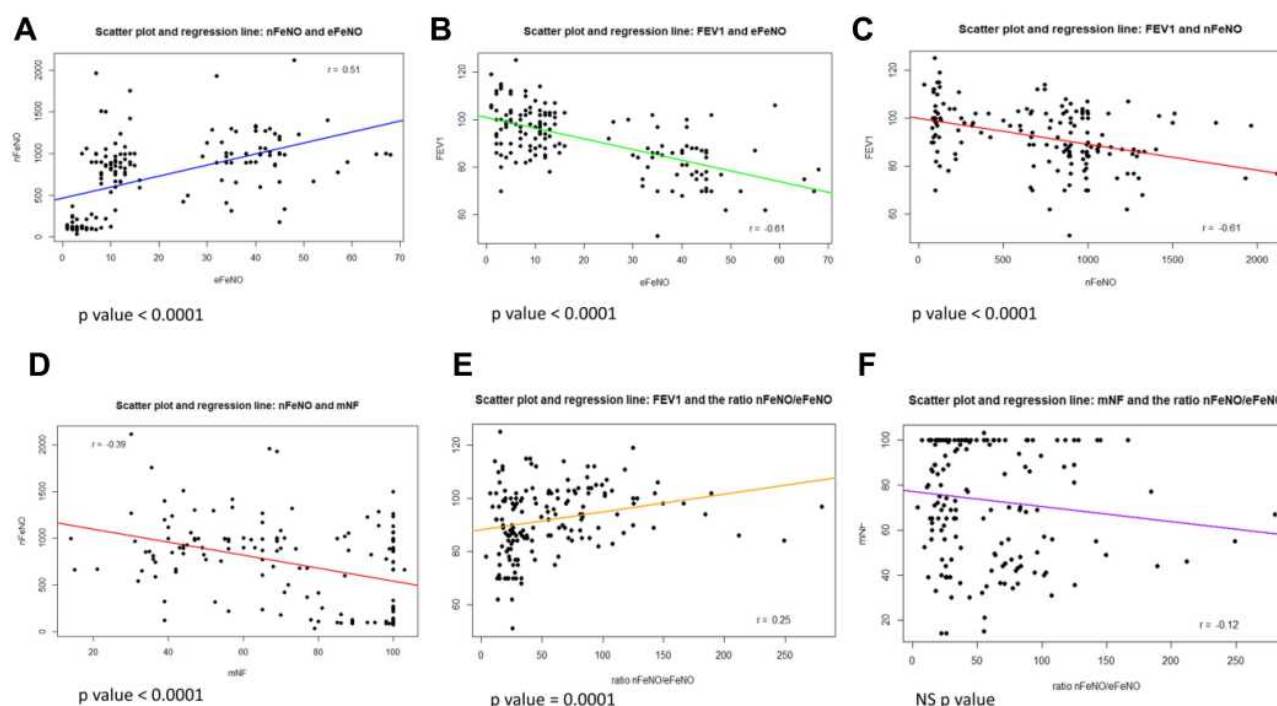 A
Scatter plot and regression line: nFeNO and eFeNO
r = 0.51
nFeNO
0 500 1000 1500 2000
0 10 20 30 40 50 60 70
eFeNO
p value < 0.0001
B
Scatter plot and regression line: FEV1 and eFeNO
FEV1
60 80 100 120
r = -0.61
0 10 20 30 40 50 60 70
eFeNO
p value < 0.0001
C
Scatter plot and regression line: FEV1 and nFeNO
FEV1
60 80 100 120
r = -0.61
0 500 1000 1500 2000
nFeNO
p value < 0.0001
D
Scatter plot and regression line: nFeNO and mNF
r = -0.39
nFeNO
0 500 1000 1500 2000
20 40 60 80 100
mNF
p value < 0.0001
E
Scatter plot and regression line: FEV1 and the ratio nFeNO/eFeNO
FEV1
60 80 100 120
r = 0.25
0 50 100 150 200 250
ratio nFeNO/eFeNO
p value = 0.0001
F
Scatter plot and regression line: mNF and the ratio nFeNO/eFeN
mNF
20 40 60 80 100
r = -0.12
0 50 100 150 200 250
ratio nFeNO/eFeNO
NS p value